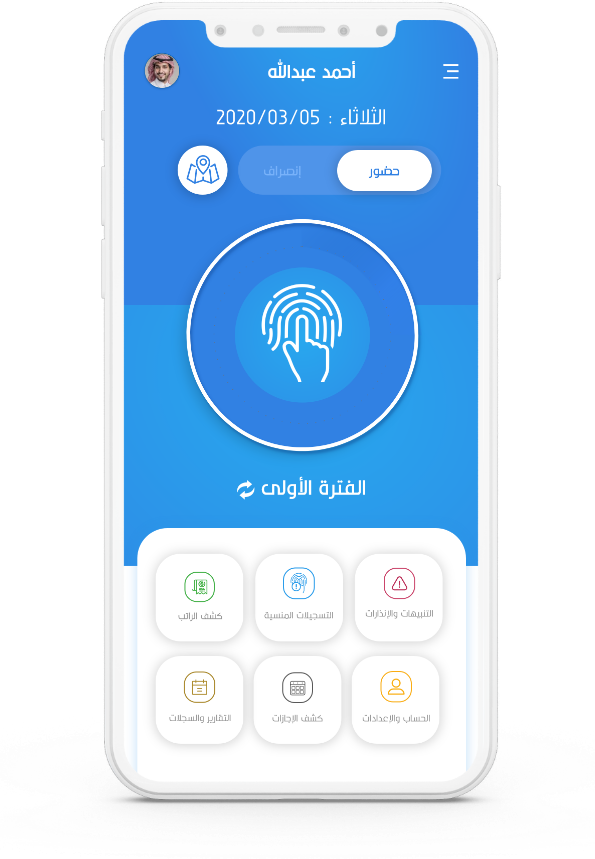 أحمد عبدالله
الثلاثاء : 2020/03/05
حضور
إنصراف
الفترة الأولى
التنبيهات والإنذارات
التسجيلات المنسية
كشف الراتب
الحساب والإعدادات
كشف الإجازات
التقارير والسجلات